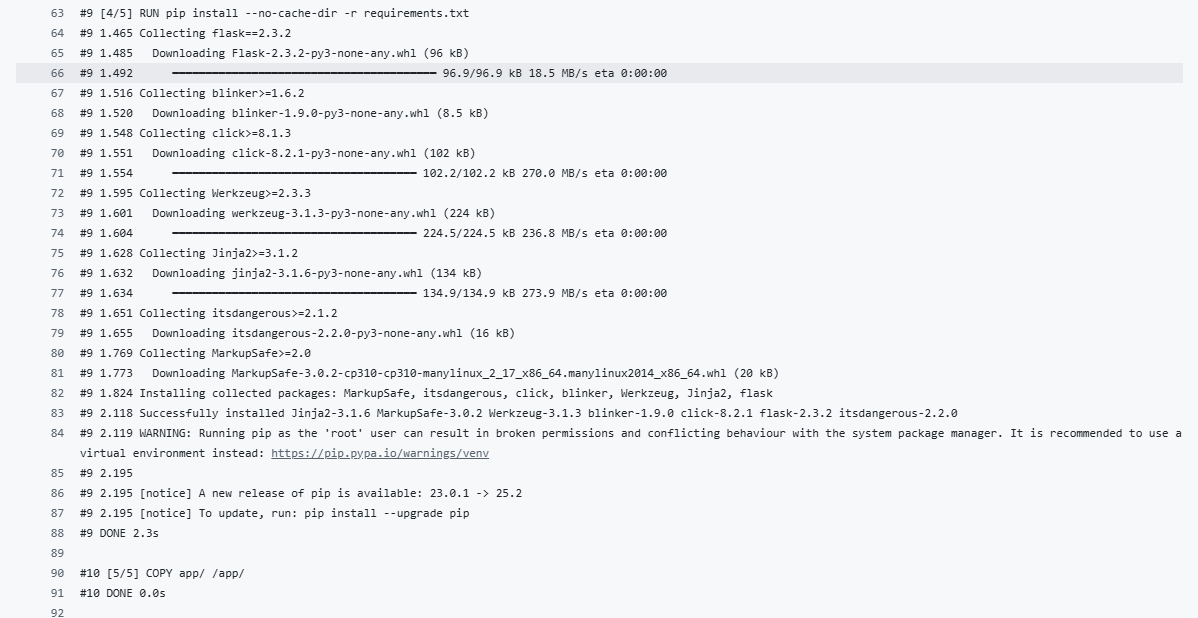 63 #9 [4/5] RUN pip install --no-cache-dir -r requirements.txt
64 #9 1.465 Collecting flask==2.3.2
65 #9 1.485   Downloading Flask-2.3.2-py3-none-any.whl (96 kB)
66 #9 1.492      ━━━━━━━━━━━━━━━━━━━━━━━━━━━━━━━━━━━━━━━━ 96.9/96.9 kB 18.5 MB/s eta 0:00:00
67 #9 1.516 Collecting blinker>=1.6.2
68 #9 1.520   Downloading blinker-1.9.0-py3-none-any.whl (8.5 kB)
69 #9 1.548 Collecting click>=8.1.3
70 #9 1.551   Downloading click-8.2.1-py3-none-any.whl (102 kB)
71 #9 1.554      ━━━━━━━━━━━━━━━━━━━━━━━━━━━━━━━━━━━━━ 102.2/102.2 kB 270.0 MB/s eta 0:00:00
72 #9 1.595 Collecting Werkzeug>=2.3.3
73 #9 1.601   Downloading werkzeug-3.1.3-py3-none-any.whl (224 kB)
74 #9 1.604      ━━━━━━━━━━━━━━━━━━━━━━━━━━━━━━━━━━━━━ 224.5/224.5 kB 236.8 MB/s eta 0:00:00
75 #9 1.628 Collecting Jinja2>=3.1.2
76 #9 1.632   Downloading jinja2-3.1.6-py3-none-any.whl (134 kB)
77 #9 1.634      ━━━━━━━━━━━━━━━━━━━━━━━━━━━━━━━━━━━━━ 134.9/134.9 kB 273.9 MB/s eta 0:00:00
78 #9 1.651 Collecting itsdangerous>=2.1.2
79 #9 1.655   Downloading itsdangerous-2.2.0-py3-none-any.whl (16 kB)
80 #9 1.769 Collecting MarkupSafe>=2.0
81 #9 1.773   Downloading MarkupSafe-3.0.2-cp310-cp310-manylinux_2_17_x86_64.manylinux2014_x86_64.whl (20 kB)
82 #9 1.824 Installing collected packages: MarkupSafe, itsdangerous, click, blinker, Werkzeug, Jinja2, flask
83 #9 2.118 Successfully installed Jinja2-3.1.6 MarkupSafe-3.0.2 Werkzeug-3.1.3 blinker-1.9.0 click-8.2.1 flask-2.3.2 itsdangerous-2.2.0
84 #9 2.119 WARNING: Running pip as the 'root' user can result in broken permissions and conflicting behaviour with the system package manager. It is recommended to use a
virtual environment instead: https://pip.pypa.io/warnings/venv
85 #9 2.195
86 #9 2.195 [notice] A new release of pip is available: 23.0.1 -> 25.2
87 #9 2.195 [notice] To update, run: pip install --upgrade pip
88 #9 DONE 2.3s
89
90 #10 [5/5] COPY app/ /app/
91 #10 DONE 0.0s
92